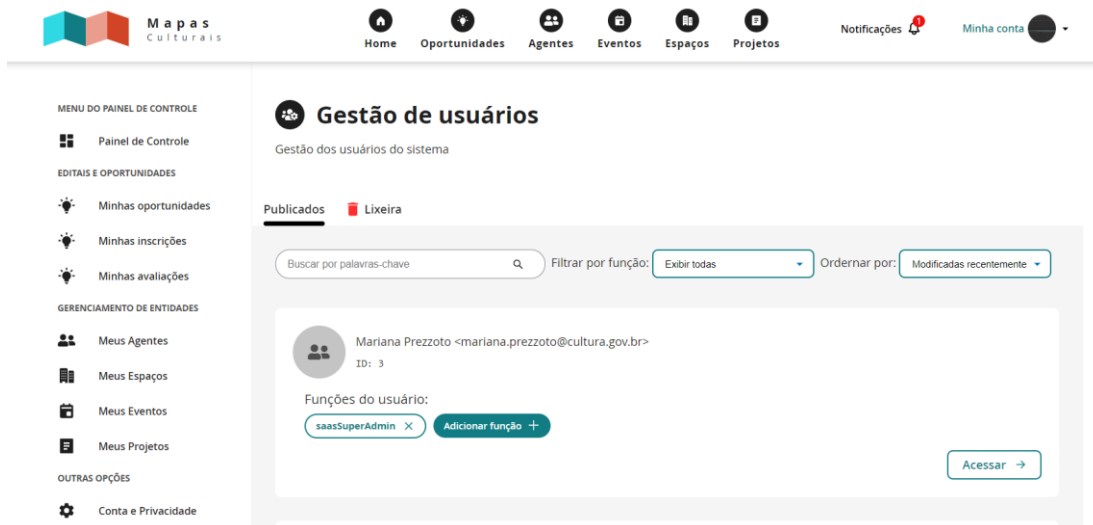 Mapas
Culturais
Home
Oportunidades
Agentes
Eventos
Espaços
Projetos
Notificações 1
Minha conta
MENU DO PAINEL DE CONTROLE
Painel de Controle
EDITAIS E OPORTUNIDADES
Minhas oportunidades
Minhas inscrições
Minhas avaliações
GERENCIAMENTO DE ENTIDADES
Meus Agentes
Meus Espaços
Meus Eventos
Meus Projetos
OUTRAS OPÇÕES
Conta e Privacidade
Gestão de usuários
Gestão dos usuários do sistema
Publicados
Lixeira
Buscar por palavras-chave
Filtrar por função: Exibir todas
Ordernar por: Modificadas recentemente
Mariana Prezzoto <mariana.prezzoto@cultura.gov.br>
ID: 3
Funções do usuário:
saasSuperAdmin ×
Adicionar função +
Acessar →